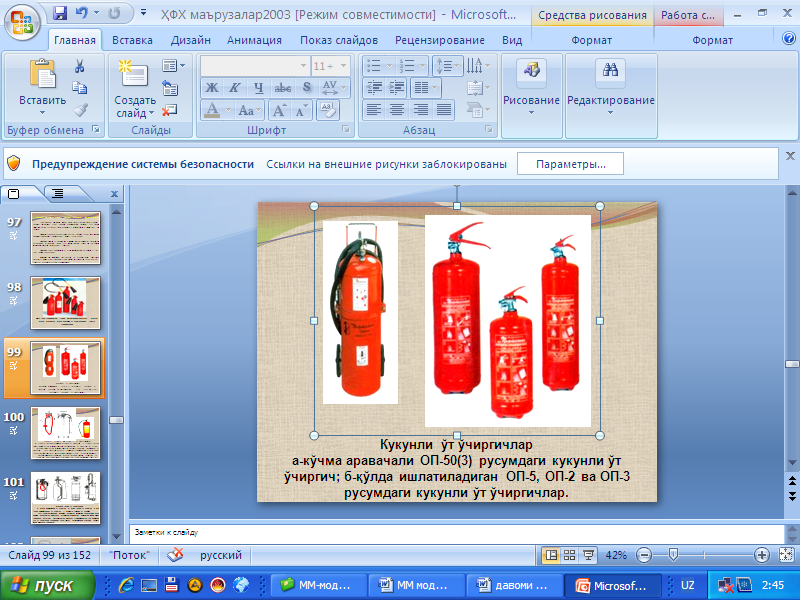 ҲФХ маърузалар2003 [Режим совместимости] - Microsoft...
Средства рисования
Работа с...
Главная
Вставка
Дизайн
Анимация
Показ слайдов
Рецензирование
Вид
Формат
Формат
Вставить
Создать слайд
11
Ж К Ч abc S AV
A Aa A A
Рисование
Редактирование
Буфер обмена
Слайды
Шрифт
Абзац
Предупреждение системы безопасности
Ссылки на внешние рисунки заблокированы
Параметры...
97
98
99
100
101
Кукунли ўт ўчиргичлар
а-кўчма аравачали ОП-50(3) русумдаги кукунли ўт
ўчиргич; б-қўлда ишлатиладиган ОП-5, ОП-2 ва ОП-3
русумдаги кукунли ўт ўчиргичлар.
Заметки к слайду
Слайд 99 из 152
"Поток"
русский
42%
пуск
ММ-мод...
ММ мод...
давоми ...
Microsof...
UZ
2:45